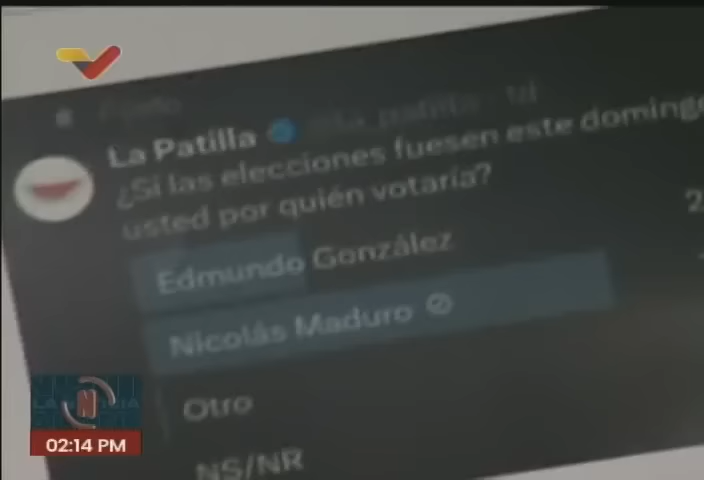 La Patilla
¿Si las elecciones fuesen este domingo
usted por quién votaría?
Edmundo González
Nicolás Maduro
Otro
NS/NR
N
02:14 PM